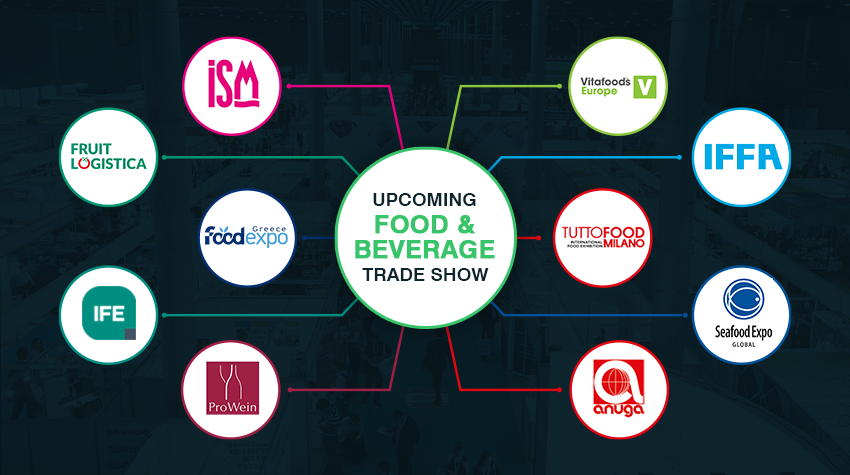 iSM
Vitafoods
Europe
V
FRUIT
LOGISTICA
IFFA
UPCOMING
FOOD &
BEVERAGE
TRADE SHOW
Greece
foodexpo
TUTTOFOOD
INTERNATIONAL
FOOD EXHIBITION
MILANO
IFE
Seafood Expo
GLOBAL
ProWein
a
anuga